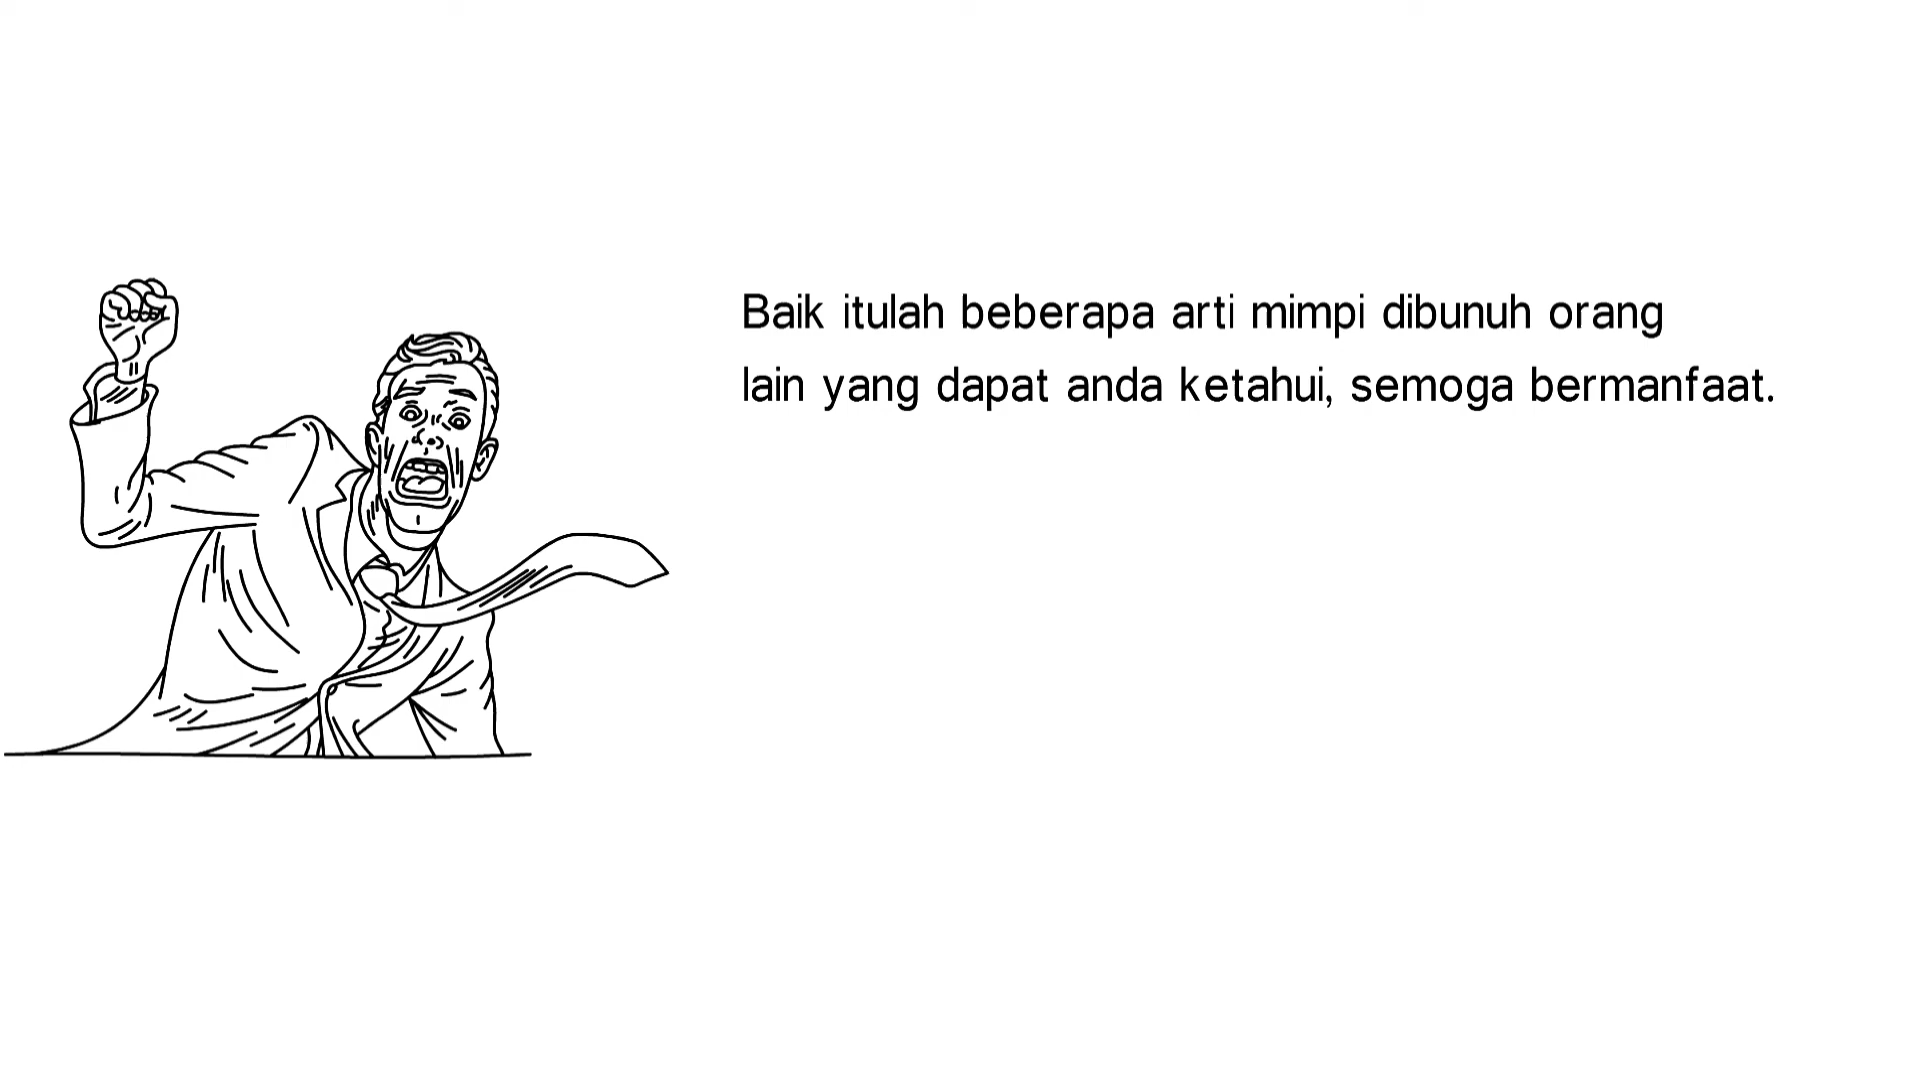 Baik itulah beberapa arti mimpi dibunuh orang
lain yang dapat anda ketahui, semoga bermanfaat.